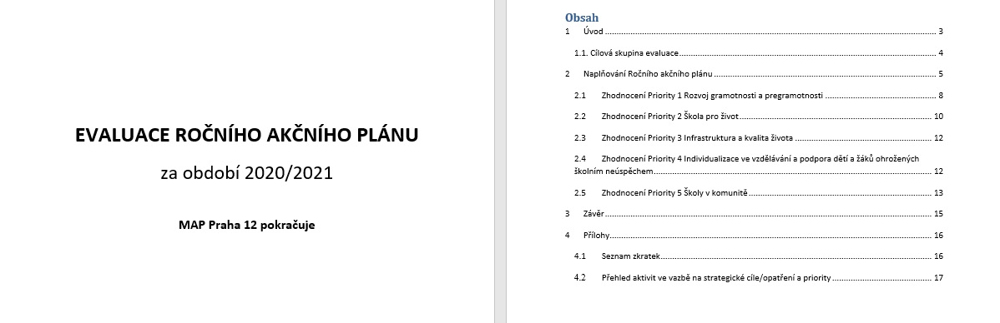 EVALUACE ROČNÍHO AKČNÍHO PLÁNU
za období 2020/2021
MAP Praha 12 pokračuje
Obsah
1 Úvod ........ 3
1.1. Cílová skupina evaluace ........ 4
2 Naplňování Ročního akčního plánu ........ 5
2.1 Zhodnocení Priority 1 Rozvoj gramotnosti a pregramotnosti ........ 8
2.2 Zhodnocení Priority 2 Škola pro život ........ 10
2.3 Zhodnocení Priority 3 Infrastruktura a kvalita života ........ 12
2.4 Zhodnocení Priority 4 Individualizace ve vzdělávání a podpora dětí a žáků ohrožených
školním neúspěchem ........ 12
2.5 Zhodnocení Priority 5 Školy v komunitě ........ 13
3 Závěr ........ 15
4 Přílohy ........ 16
4.1 Seznam zkratek ........ 16
4.2 Přehled aktivit ve vazbě na strategické cíle/opatření a priority ........ 17